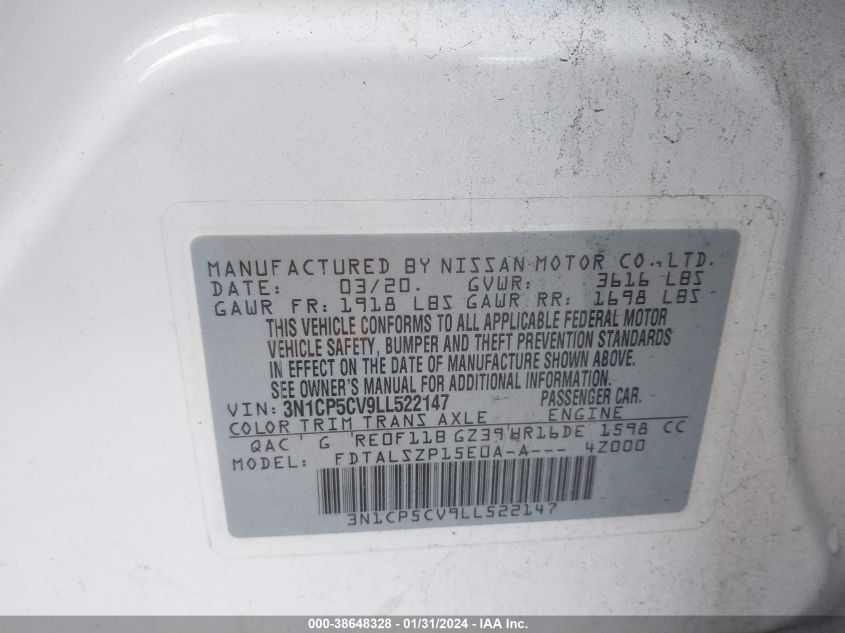 MANUFACTURED BY NISSAN MOTOR CO.,LTD.
DATE: 03/20. GVWR: 3616 LBS
GAWR FR: 1918 LBS GAWR RR: 1698 LBS
THIS VEHICLE CONFORMS TO ALL APPLICABLE FEDERAL MOTOR
VEHICLE SAFETY, BUMPER AND THEFT PREVENTION STANDARDS
IN EFFECT ON THE DATE OF MANUFACTURE SHOWN ABOVE.
SEE OWNER'S MANUAL FOR ADDITIONAL INFORMATION.
VIN: 3N1CP5CV9LL522147 PASSENGER CAR.
COLOR TRIM TRANS AXLE ENGINE
QAC G RE0F11B GZ39 HR16DE 1598 CC
MODEL: FDTALSZP15E0A-A--- 4Z000
3N1CP5CV9LL522147
000-38648328 - 01/31/2024 - IAA